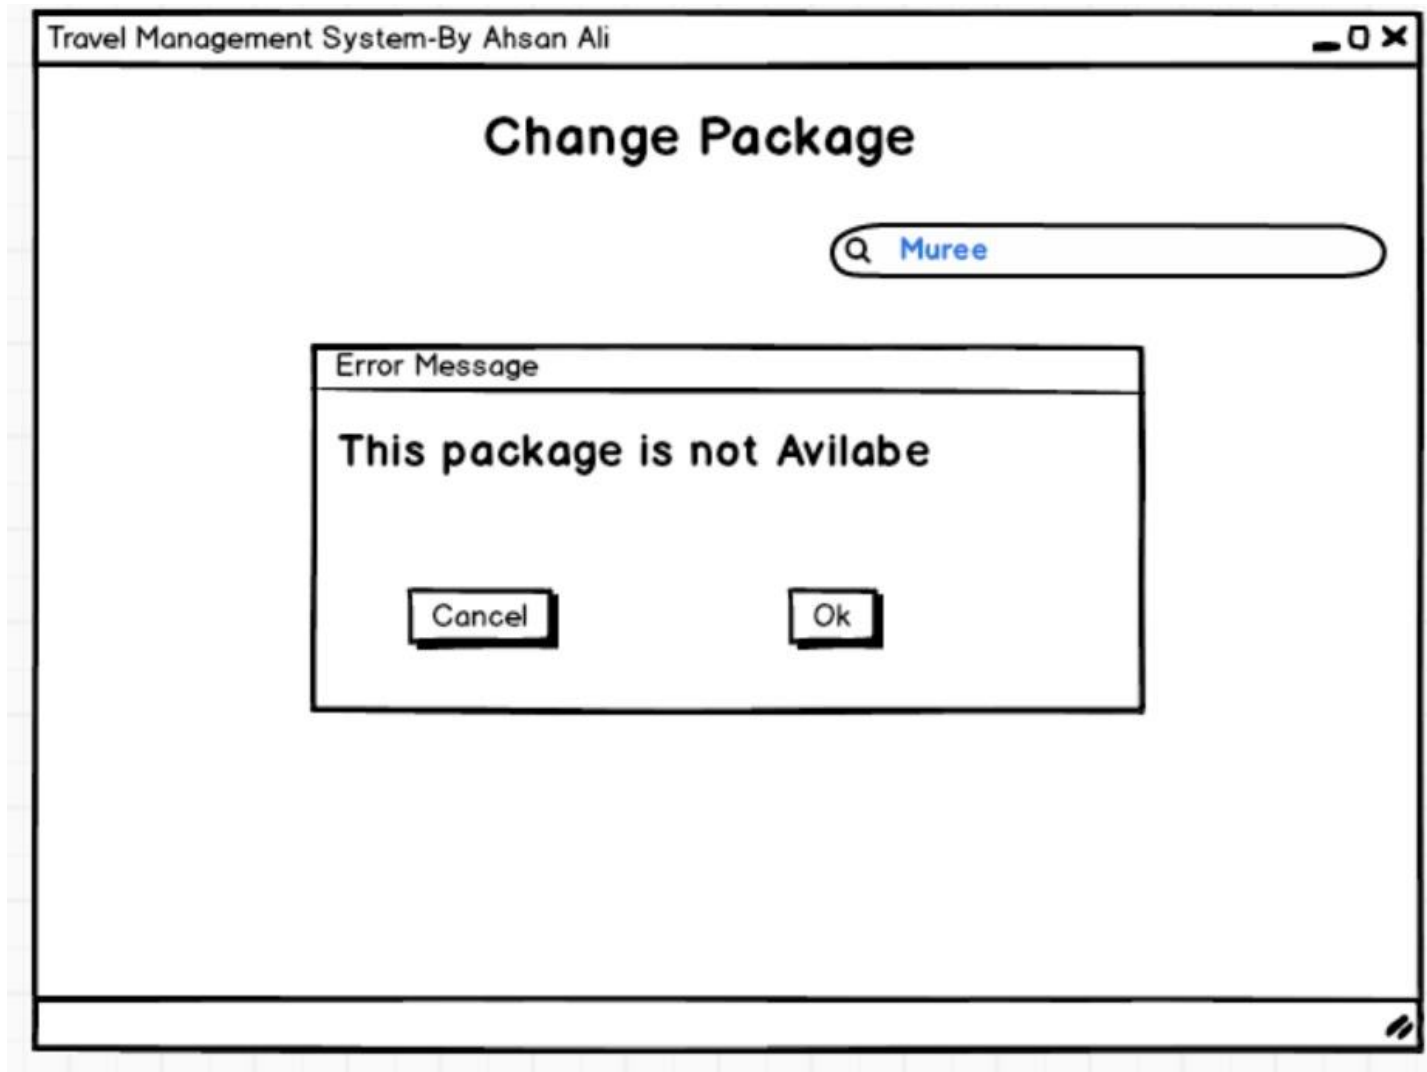 Travel Management System-By Ahsan Ali
Change Package
Muree
Error Message
This package is not Avilabe
Cancel Ok